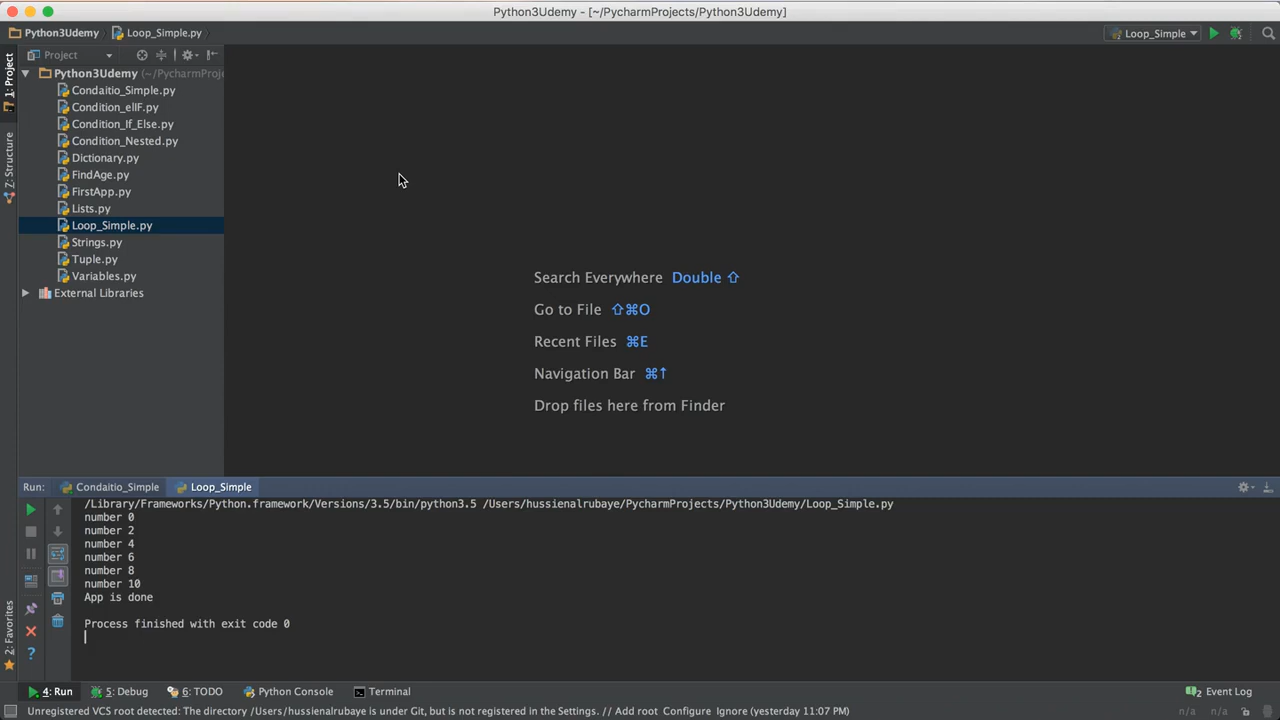 Python3Udemy - [~/PycharmProjects/Python3Udemy]
Python3Udemy Loop_Simple.py Loop_Simple
1: Project
Project
Python3Udemy (~/PycharmProje
Condaitio_Simple.py
Condition_elIF.py
Condition_If_Else.py
Condition_Nested.py
Dictionary.py
FindAge.py
FirstApp.py
Lists.py
Loop_Simple.py
Strings.py
Tuple.py
Variables.py
External Libraries
Z: Structure
Search Everywhere Double ⇧
Go to File ⇧⌘O
Recent Files ⌘E
Navigation Bar ⌘↑
Drop files here from Finder
Run: Condaitio_Simple Loop_Simple
/Library/Frameworks/Python.framework/Versions/3.5/bin/python3.5 /Users/hussienalrubaye/PycharmProjects/Python3Udemy/Loop_Simple.py
number 0
number 2
number 4
number 6
number 8
number 10
App is done
Process finished with exit code 0
2: Favorites
4: Run 5: Debug 6: TODO Python Console Terminal 2 Event Log
Unregistered VCS root detected: The directory /Users/hussienalrubaye is under Git, but is not registered in the Settings. // Add root Configure Ignore (yesterday 11:07 PM) n/a n/a